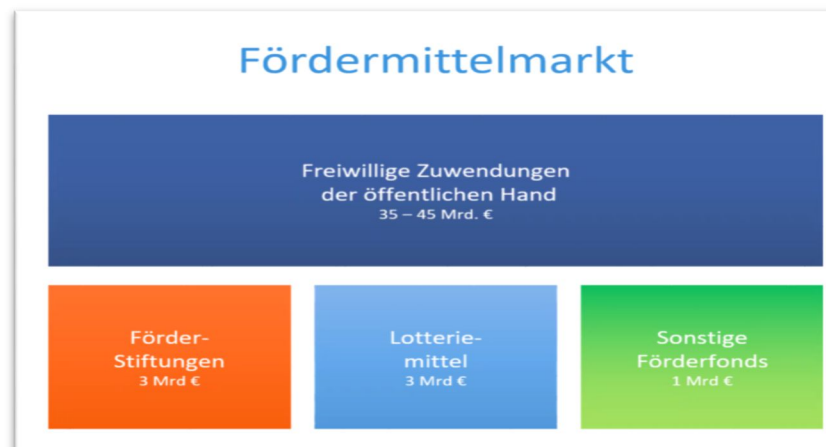 Fördermittelmarkt
Freiwillige Zuwendungen
der öffentlichen Hand
35 – 45 Mrd. €
Förder-
Stiftungen
3 Mrd €
Lotterie-
mittel
3 Mrd €
Sonstige
Förderfonds
1 Mrd €